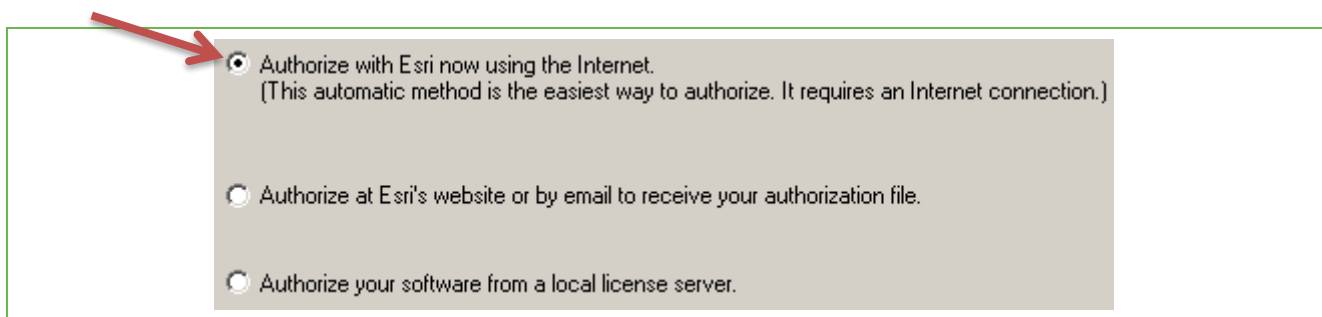 Authorize with Esri now using the Internet.
(This automatic method is the easiest way to authorize. It requires an Internet connection.)
Authorize at Esri's website or by email to receive your authorization file.
Authorize your software from a local license server.